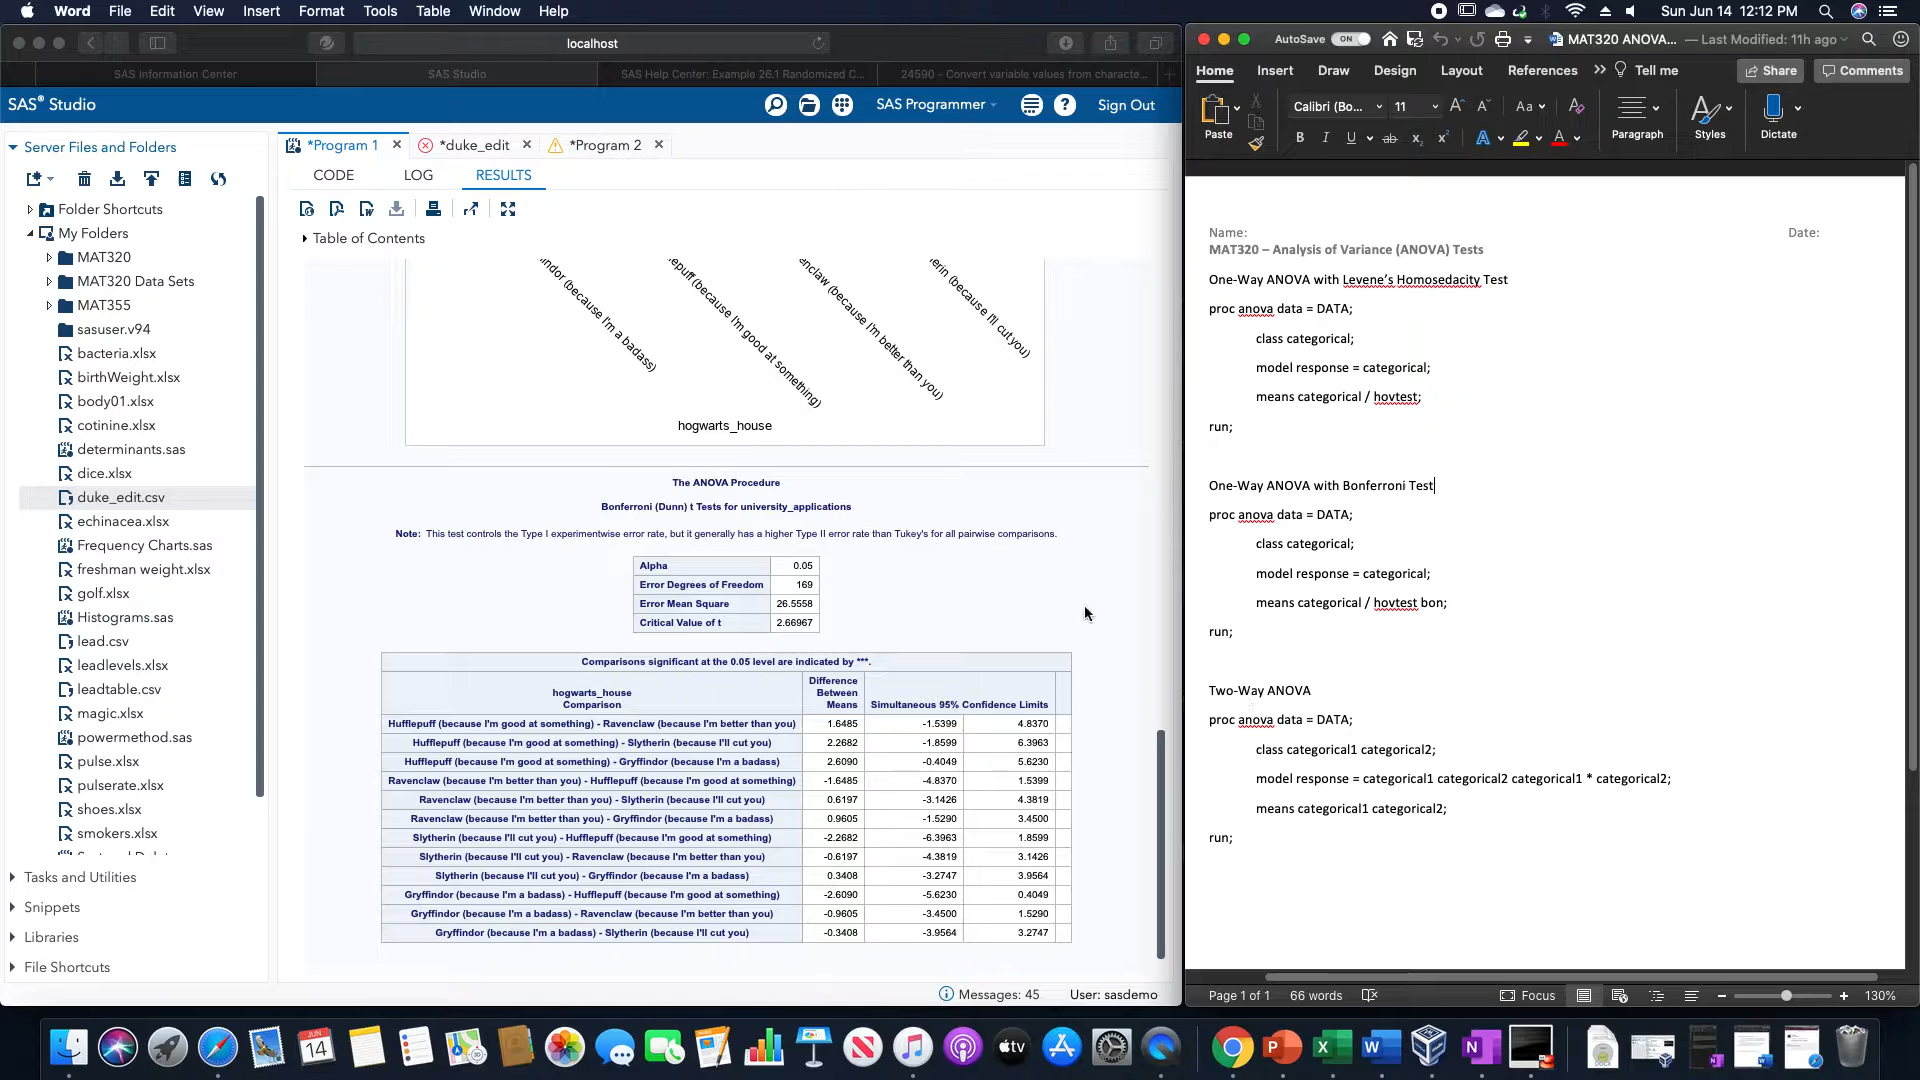 Word File Edit View Insert Format Tools Table Window Help
Sun Jun 14 12:12 PM
localhost
SAS Information Center
SAS Studio
SAS Help Center: Example 26.1 Randomized C...
24590 - Convert variable values from characte...
SAS® Studio
SAS Programmer
Sign Out
Server Files and Folders
Folder Shortcuts
My Folders
MAT320
MAT320 Data Sets
MAT355
sasuser.v94
bacteria.xlsx
birthWeight.xlsx
body01.xlsx
cotinine.xlsx
determinants.sas
dice.xlsx
duke_edit.csv
echinacea.xlsx
Frequency Charts.sas
freshman weight.xlsx
golf.xlsx
Histograms.sas
lead.csv
leadlevels.xlsx
leadtable.csv
magic.xlsx
powermethod.sas
pulse.xlsx
pulserate.xlsx
shoes.xlsx
smokers.xlsx
Tasks and Utilities
Snippets
Libraries
File Shortcuts
*Program 1
*duke_edit
*Program 2
CODE LOG RESULTS
Table of Contents
ndor (because I'm a badass)
epuff (because I'm good at something)
enclaw (because I'm better than you)
erin (because I'll cut you)
hogwarts_house
The ANOVA Procedure
Bonferroni (Dunn) t Tests for university_applications
Note: This test controls the Type I experimentwise error rate, but it generally has a higher Type II error rate than Tukey's for all pairwise comparisons.
Alpha 0.05
Error Degrees of Freedom 169
Error Mean Square 26.5558
Critical Value of t 2.66967
Comparisons significant at the 0.05 level are indicated by ***.
hogwarts_house
Comparison
Difference
Between
Means
Simultaneous 95% Confidence Limits
Hufflepuff (because I'm good at something) - Ravenclaw (because I'm better than you) 1.6485 -1.5399 4.8370
Hufflepuff (because I'm good at something) - Slytherin (because I'll cut you) 2.2682 -1.8599 6.3963
Hufflepuff (because I'm good at something) - Gryffindor (because I'm a badass) 2.6090 -0.4049 5.6230
Ravenclaw (because I'm better than you) - Hufflepuff (because I'm good at something) -1.6485 -4.8370 1.5399
Ravenclaw (because I'm better than you) - Slytherin (because I'll cut you) 0.6197 -3.1426 4.3819
Ravenclaw (because I'm better than you) - Gryffindor (because I'm a badass) 0.9605 -1.5290 3.4500
Slytherin (because I'll cut you) - Hufflepuff (because I'm good at something) -2.2682 -6.3963 1.8599
Slytherin (because I'll cut you) - Ravenclaw (because I'm better than you) -0.6197 -4.3819 3.1426
Slytherin (because I'll cut you) - Gryffindor (because I'm a badass) 0.3408 -3.2747 3.9564
Gryffindor (because I'm a badass) - Hufflepuff (because I'm good at something) -2.6090 -5.6230 0.4049
Gryffindor (because I'm a badass) - Ravenclaw (because I'm better than you) -0.9605 -3.4500 1.5290
Gryffindor (because I'm a badass) - Slytherin (because I'll cut you) -0.3408 -3.9564 3.2747
Messages: 45
User: sasdemo
AutoSave ON
MAT320 ANOVA... — Last Modified: 11h ago
Home Insert Draw Design Layout References Tell me
Share
Comments
Calibri (Bo... 11
Paste
Paragraph
Styles
Dictate
Name: Date:
MAT320 – Analysis of Variance (ANOVA) Tests
One-Way ANOVA with Levene's Homosedacity Test
proc anova data = DATA;
class categorical;
model response = categorical;
means categorical / hovtest;
run;
One-Way ANOVA with Bonferroni Test
proc anova data = DATA;
class categorical;
model response = categorical;
means categorical / hovtest bon;
run;
Two-Way ANOVA
proc anova data = DATA;
class categorical1 categorical2;
model response = categorical1 categorical2 categorical1 * categorical2;
means categorical1 categorical2;
run;
Page 1 of 1 66 words
Focus
130%
JUN
14
tv